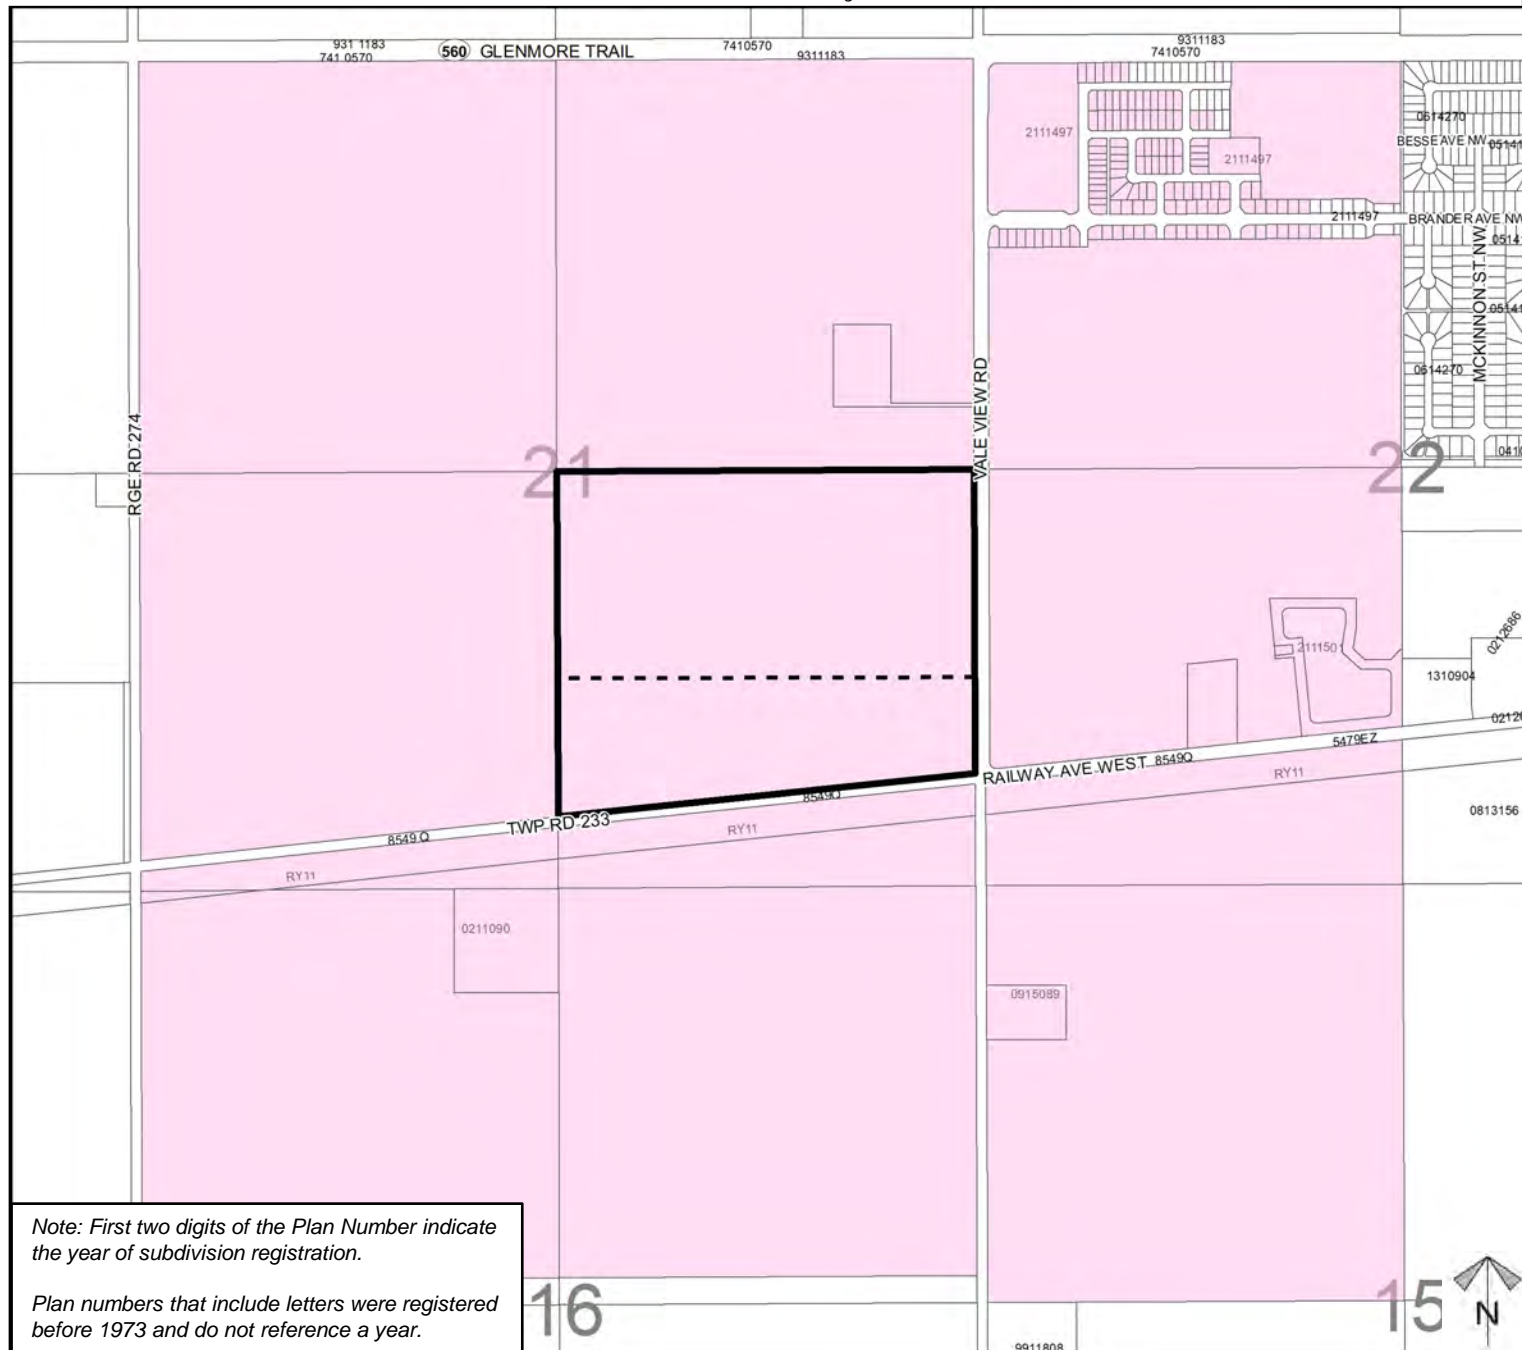 931 1183
741 0570
560 GLENMORE TRAIL
7410570
9311183
9311183
7410570
2111497
2111497
2111497
0614270
BESSE AVE NW
BRANDER AVE NW
MCKINNON ST NW
0614270
RGE RD 274
VALE VIEW RD
21
22
2111501
1310904
0212686
5479EZ
RAILWAY AVE WEST
8549Q
RY11
0813156
8549Q
TWP RD 233
8549 Q
RY11
RY11
0211090
0915089
Note: First two digits of the Plan Number indicate
the year of subdivision registration.
Plan numbers that include letters were registered
before 1973 and do not reference a year.
16
15
N
9911808